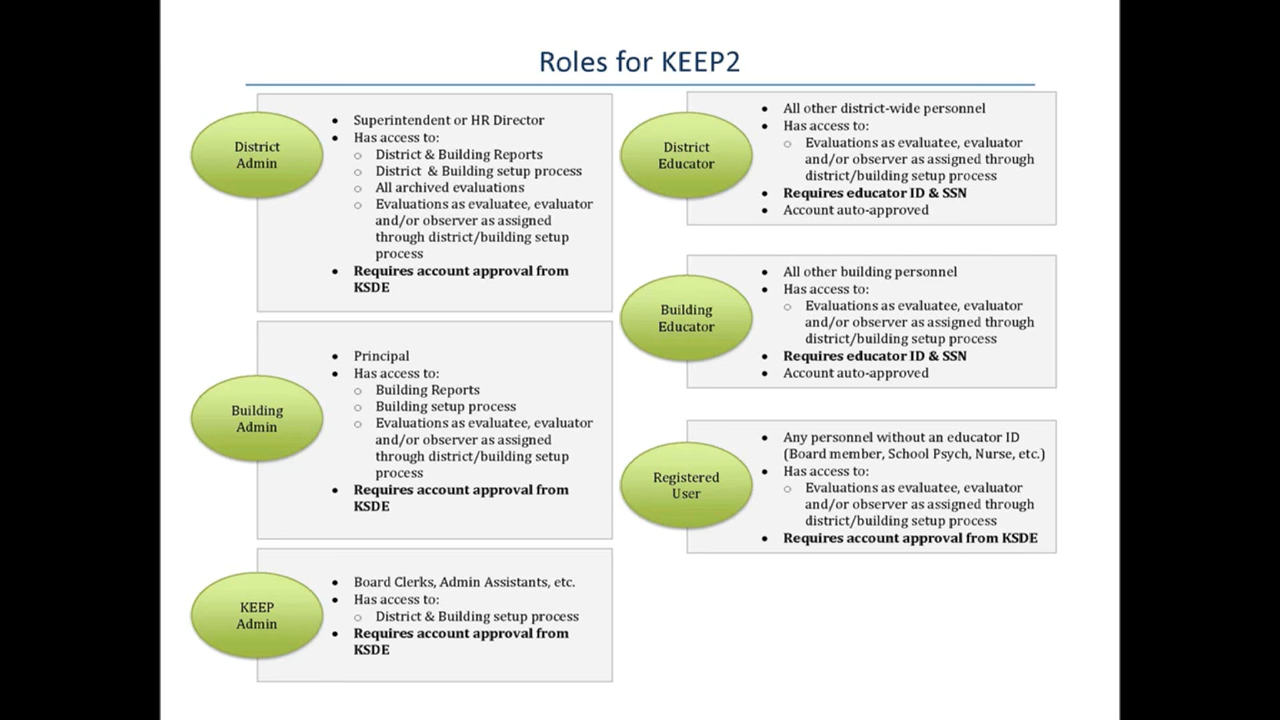 Roles for KEEP2
District
Admin
• Superintendent or HR Director
• Has access to:
○ District & Building Reports
○ District & Building setup process
○ All archived evaluations
○ Evaluations as evaluatee, evaluator
and/or observer as assigned
through district/building setup
process
• Requires account approval from
KSDE
Building
Admin
• Principal
• Has access to:
○ Building Reports
○ Building setup process
○ Evaluations as evaluatee, evaluator
and/or observer as assigned
through district/building setup
process
• Requires account approval from
KSDE
KEEP
Admin
• Board Clerks, Admin Assistants, etc.
• Has access to:
○ District & Building setup process
• Requires account approval from
KSDE
District
Educator
• All other district-wide personnel
• Has access to:
○ Evaluations as evaluatee, evaluator
and/or observer as assigned through
district/building setup process
• Requires educator ID & SSN
• Account auto-approved
Building
Educator
• All other building personnel
• Has access to:
○ Evaluations as evaluatee, evaluator
and/or observer as assigned through
district/building setup process
• Requires educator ID & SSN
• Account auto-approved
Registered
User
• Any personnel without an educator ID
(Board member, School Psych, Nurse, etc.)
• Has access to:
○ Evaluations as evaluatee, evaluator
and/or observer as assigned through
district/building setup process
• Requires account approval from KSDE